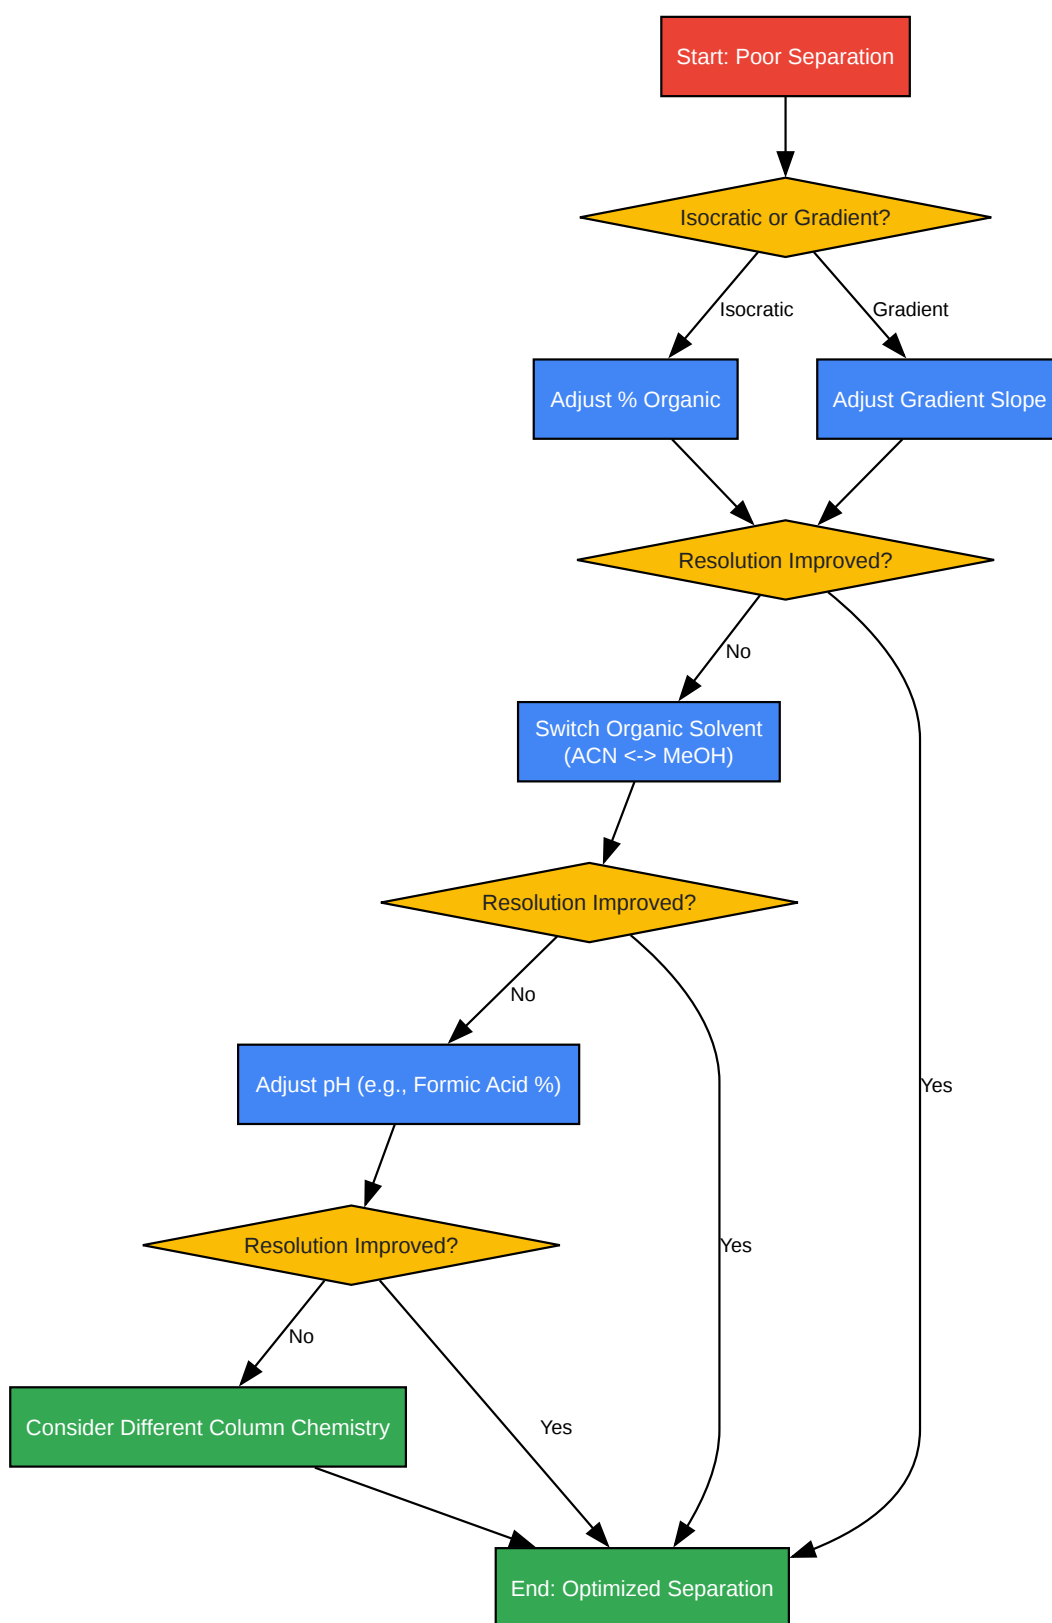 Start: Poor Separation
Isocratic or Gradient?
Isocratic
Gradient
Adjust % Organic
Adjust Gradient Slope
Resolution Improved?
No
Switch Organic Solvent
(ACN <-> MeOH)
Resolution Improved?
No
Adjust pH (e.g., Formic Acid %)
Yes
Resolution Improved?
Yes
No
Consider Different Column Chemistry
Yes
End: Optimized Separation